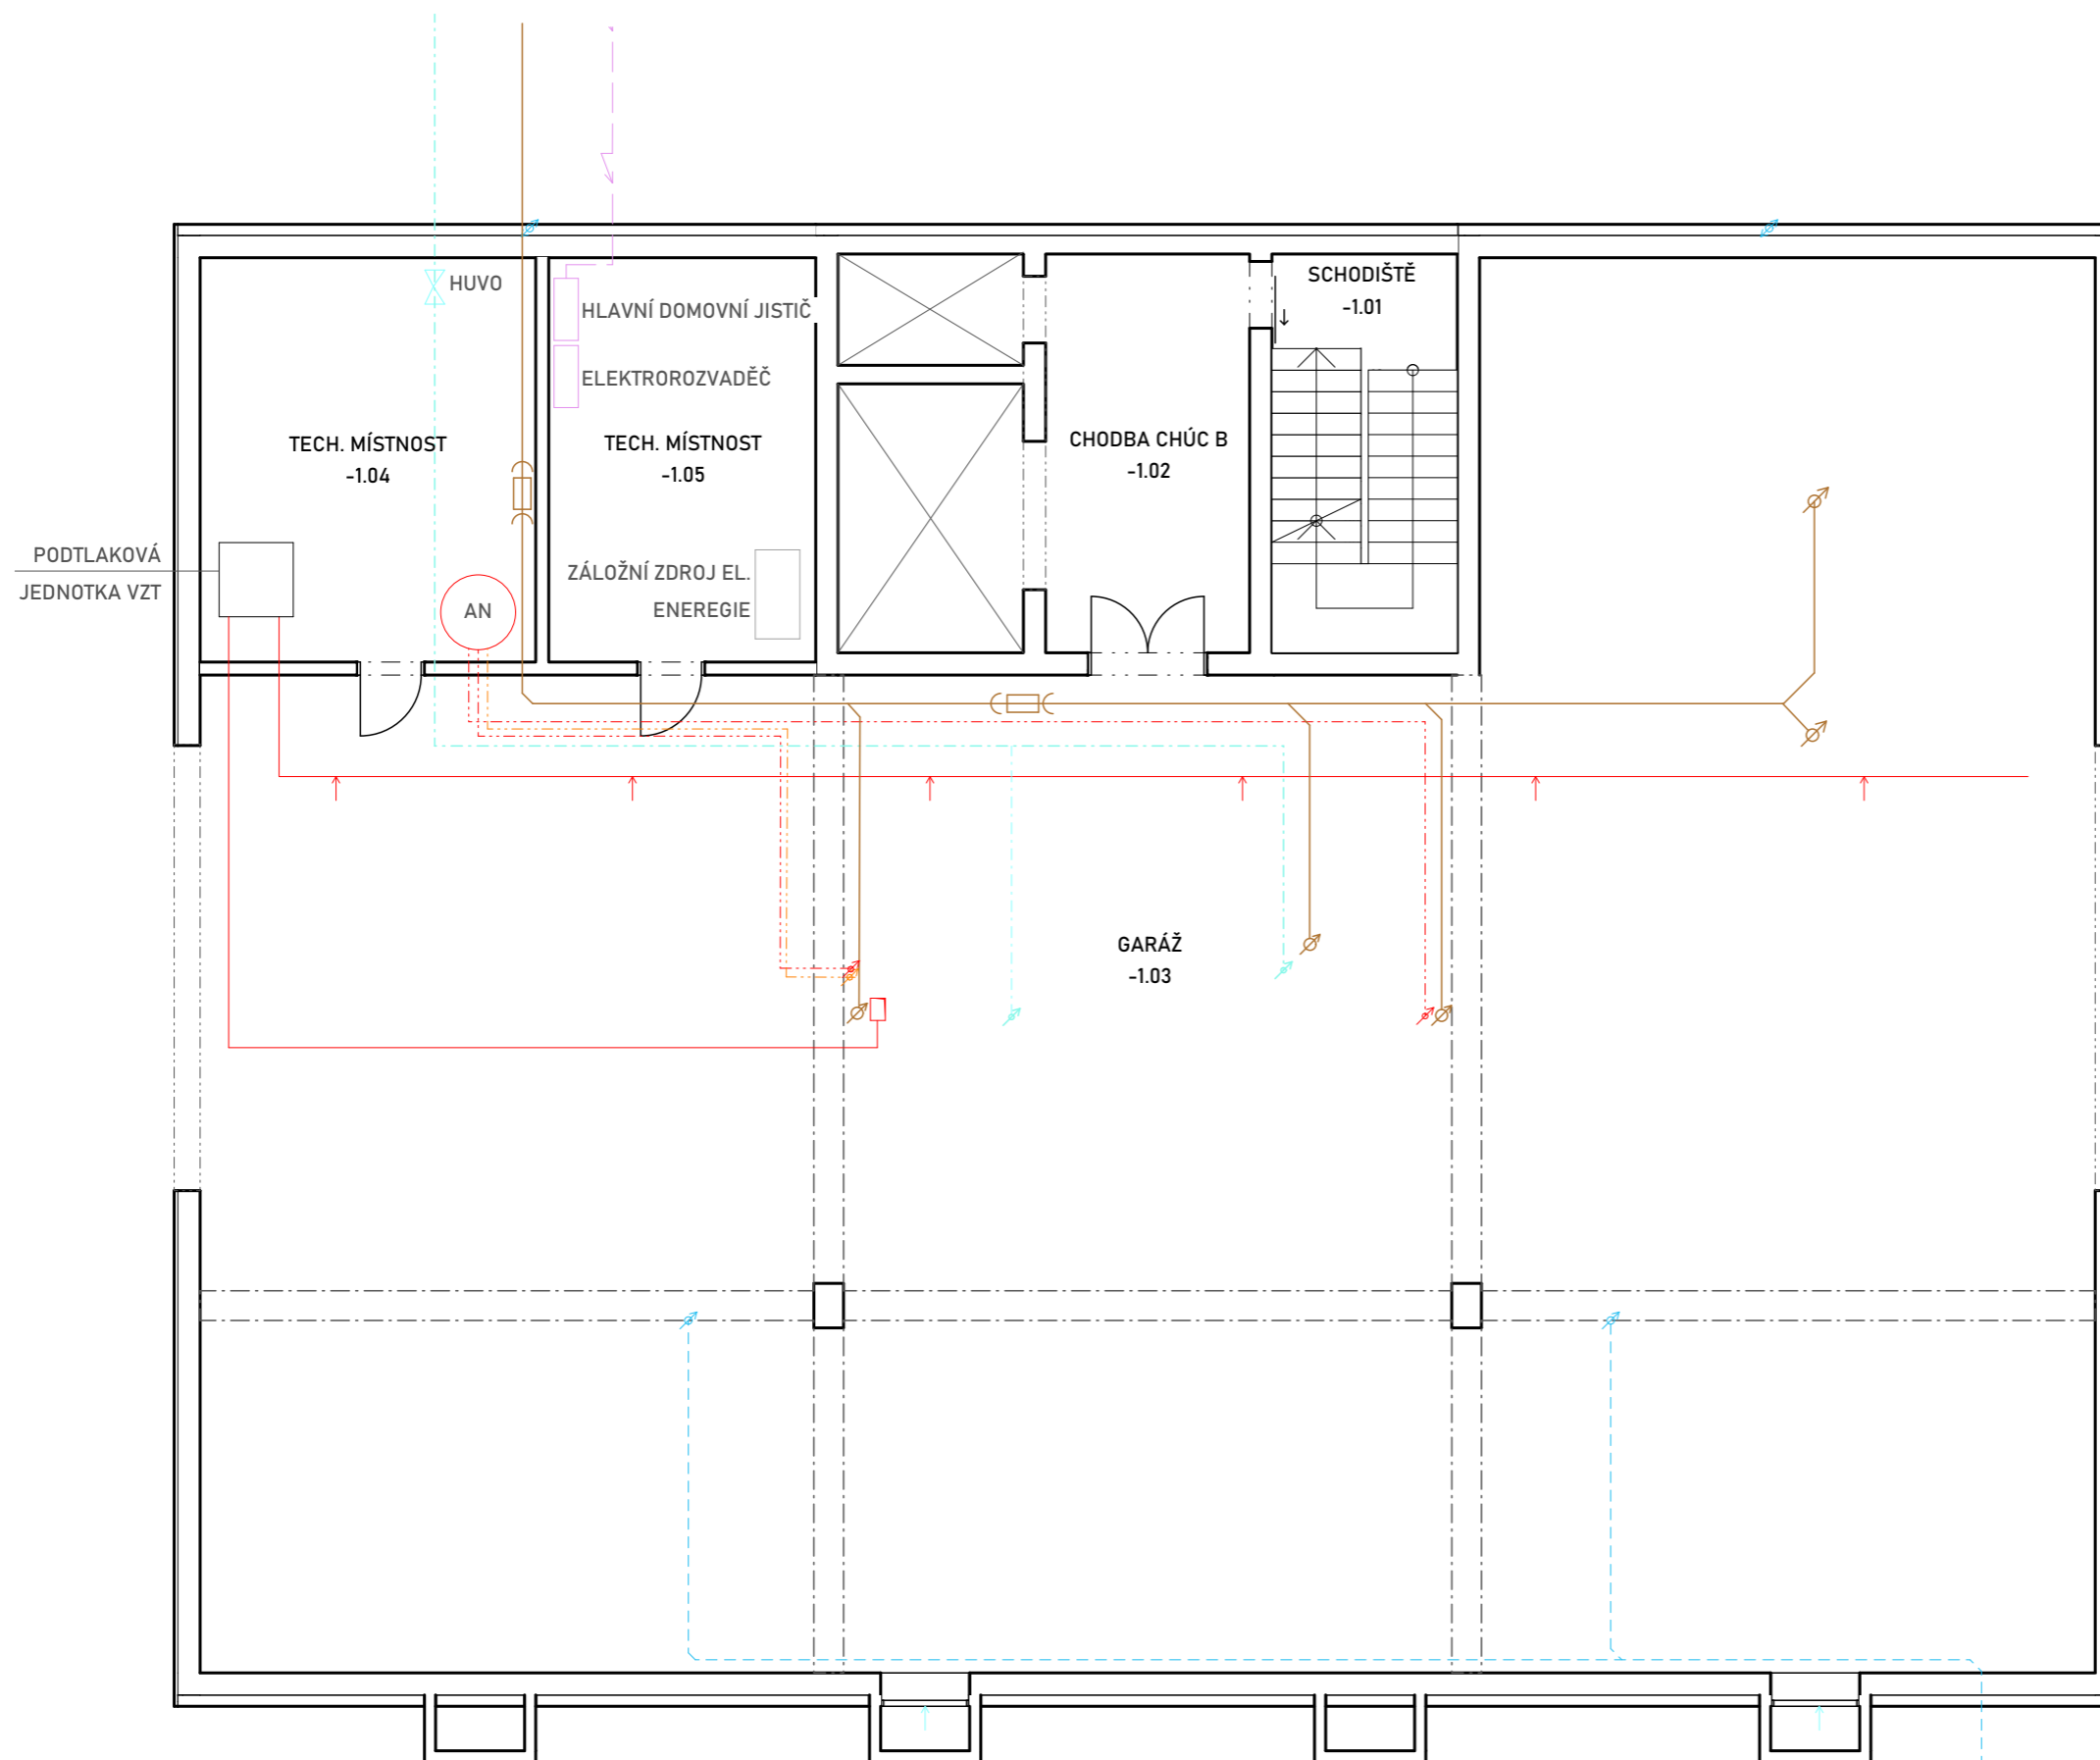 HUVO
SCHODIŠTĚ
-1.01
HLAVNÍ DOMOVNÍ JISTIČ
ELEKTROROZVADĚČ
TECH. MÍSTNOST
-1.04
TECH. MÍSTNOST
-1.05
CHODBA CHÚC B
-1.02
PODTLAKOVÁ
JEDNOTKA VZT
AN
ZÁLOŽNÍ ZDROJ EL.
ENEREGIE
GARÁŽ
-1.03